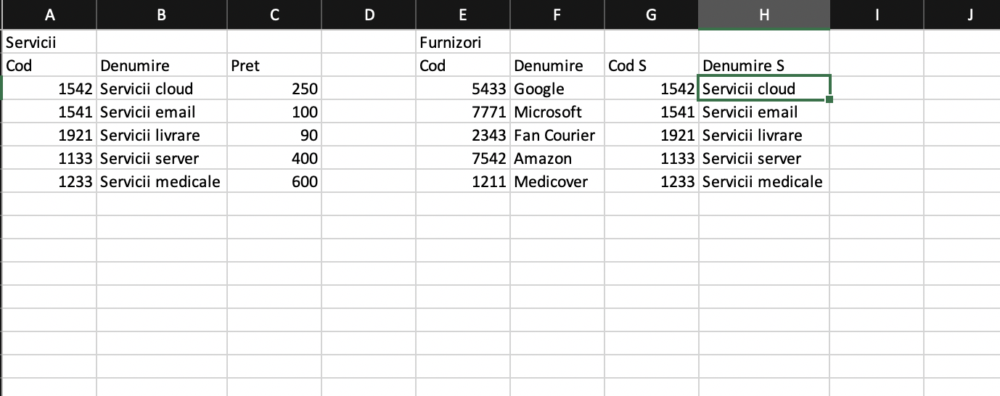 A B C D E F G H I J
Servicii Furnizori
Cod Denumire Pret Cod Denumire Cod S Denumire S
1542 Servicii cloud 250 5433 Google 1542 Servicii cloud
1541 Servicii email 100 7771 Microsoft 1541 Servicii email
1921 Servicii livrare 90 2343 Fan Courier 1921 Servicii livrare
1133 Servicii server 400 7542 Amazon 1133 Servicii server
1233 Servicii medicale 600 1211 Medicover 1233 Servicii medicale